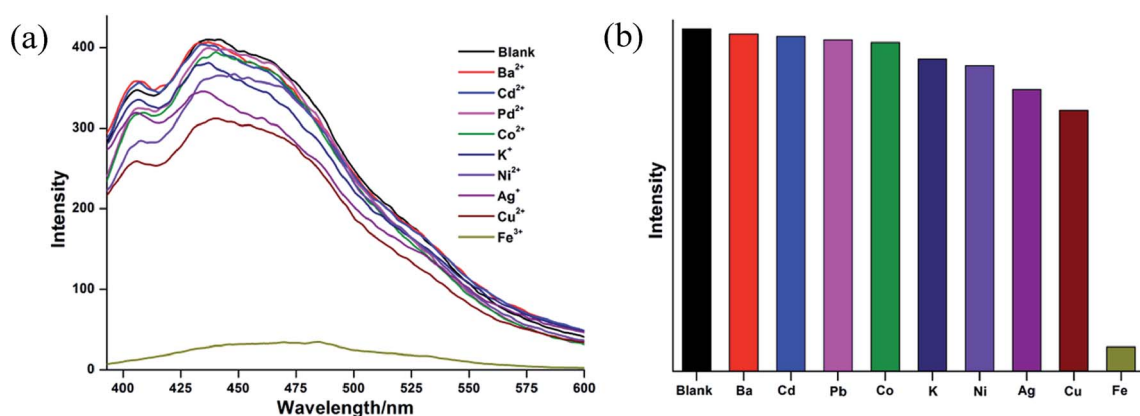 (a)
400
300
200
100
0
Intensity
400 425 450 475 500 525 550 575 600
Wavelength/nm
Blank
Ba²⁺
Cd²⁺
Pd²⁺
Co²⁺
K⁺
Ni²⁺
Ag⁺
Cu²⁺
Fe³⁺
(b)
Intensity
Blank Ba Cd Pb Co K Ni Ag Cu Fe